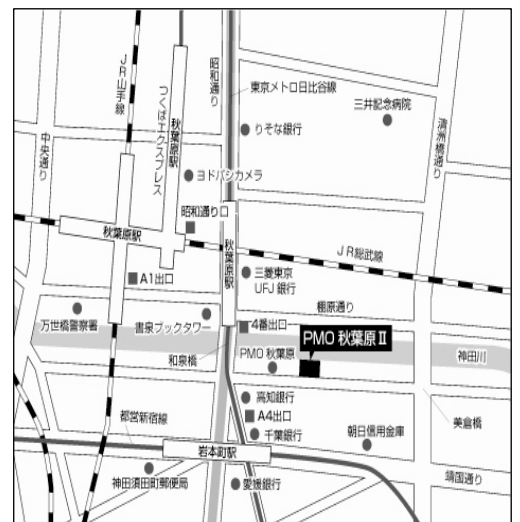 JR山手線
昭和通り
東京メトロ日比谷線
三井記念病院
つくばエクスプレス
秋葉原駅
りそな銀行
清洲橋通り
中央通り
ヨドバシカメラ
昭和通り口
秋葉原駅
秋葉原駅
JR総武線
A1出口
三菱東京
UFJ銀行
柳原通り
万世橋警察署
書泉ブックタワー
4番出口
PMO 秋葉原Ⅱ
和泉橋
PMO 秋葉原
神田川
高知銀行
美倉橋
都営新宿線
A4出口
千葉銀行
朝日信用金庫
岩本町駅
靖国通り
神田須田町郵便局
愛媛銀行